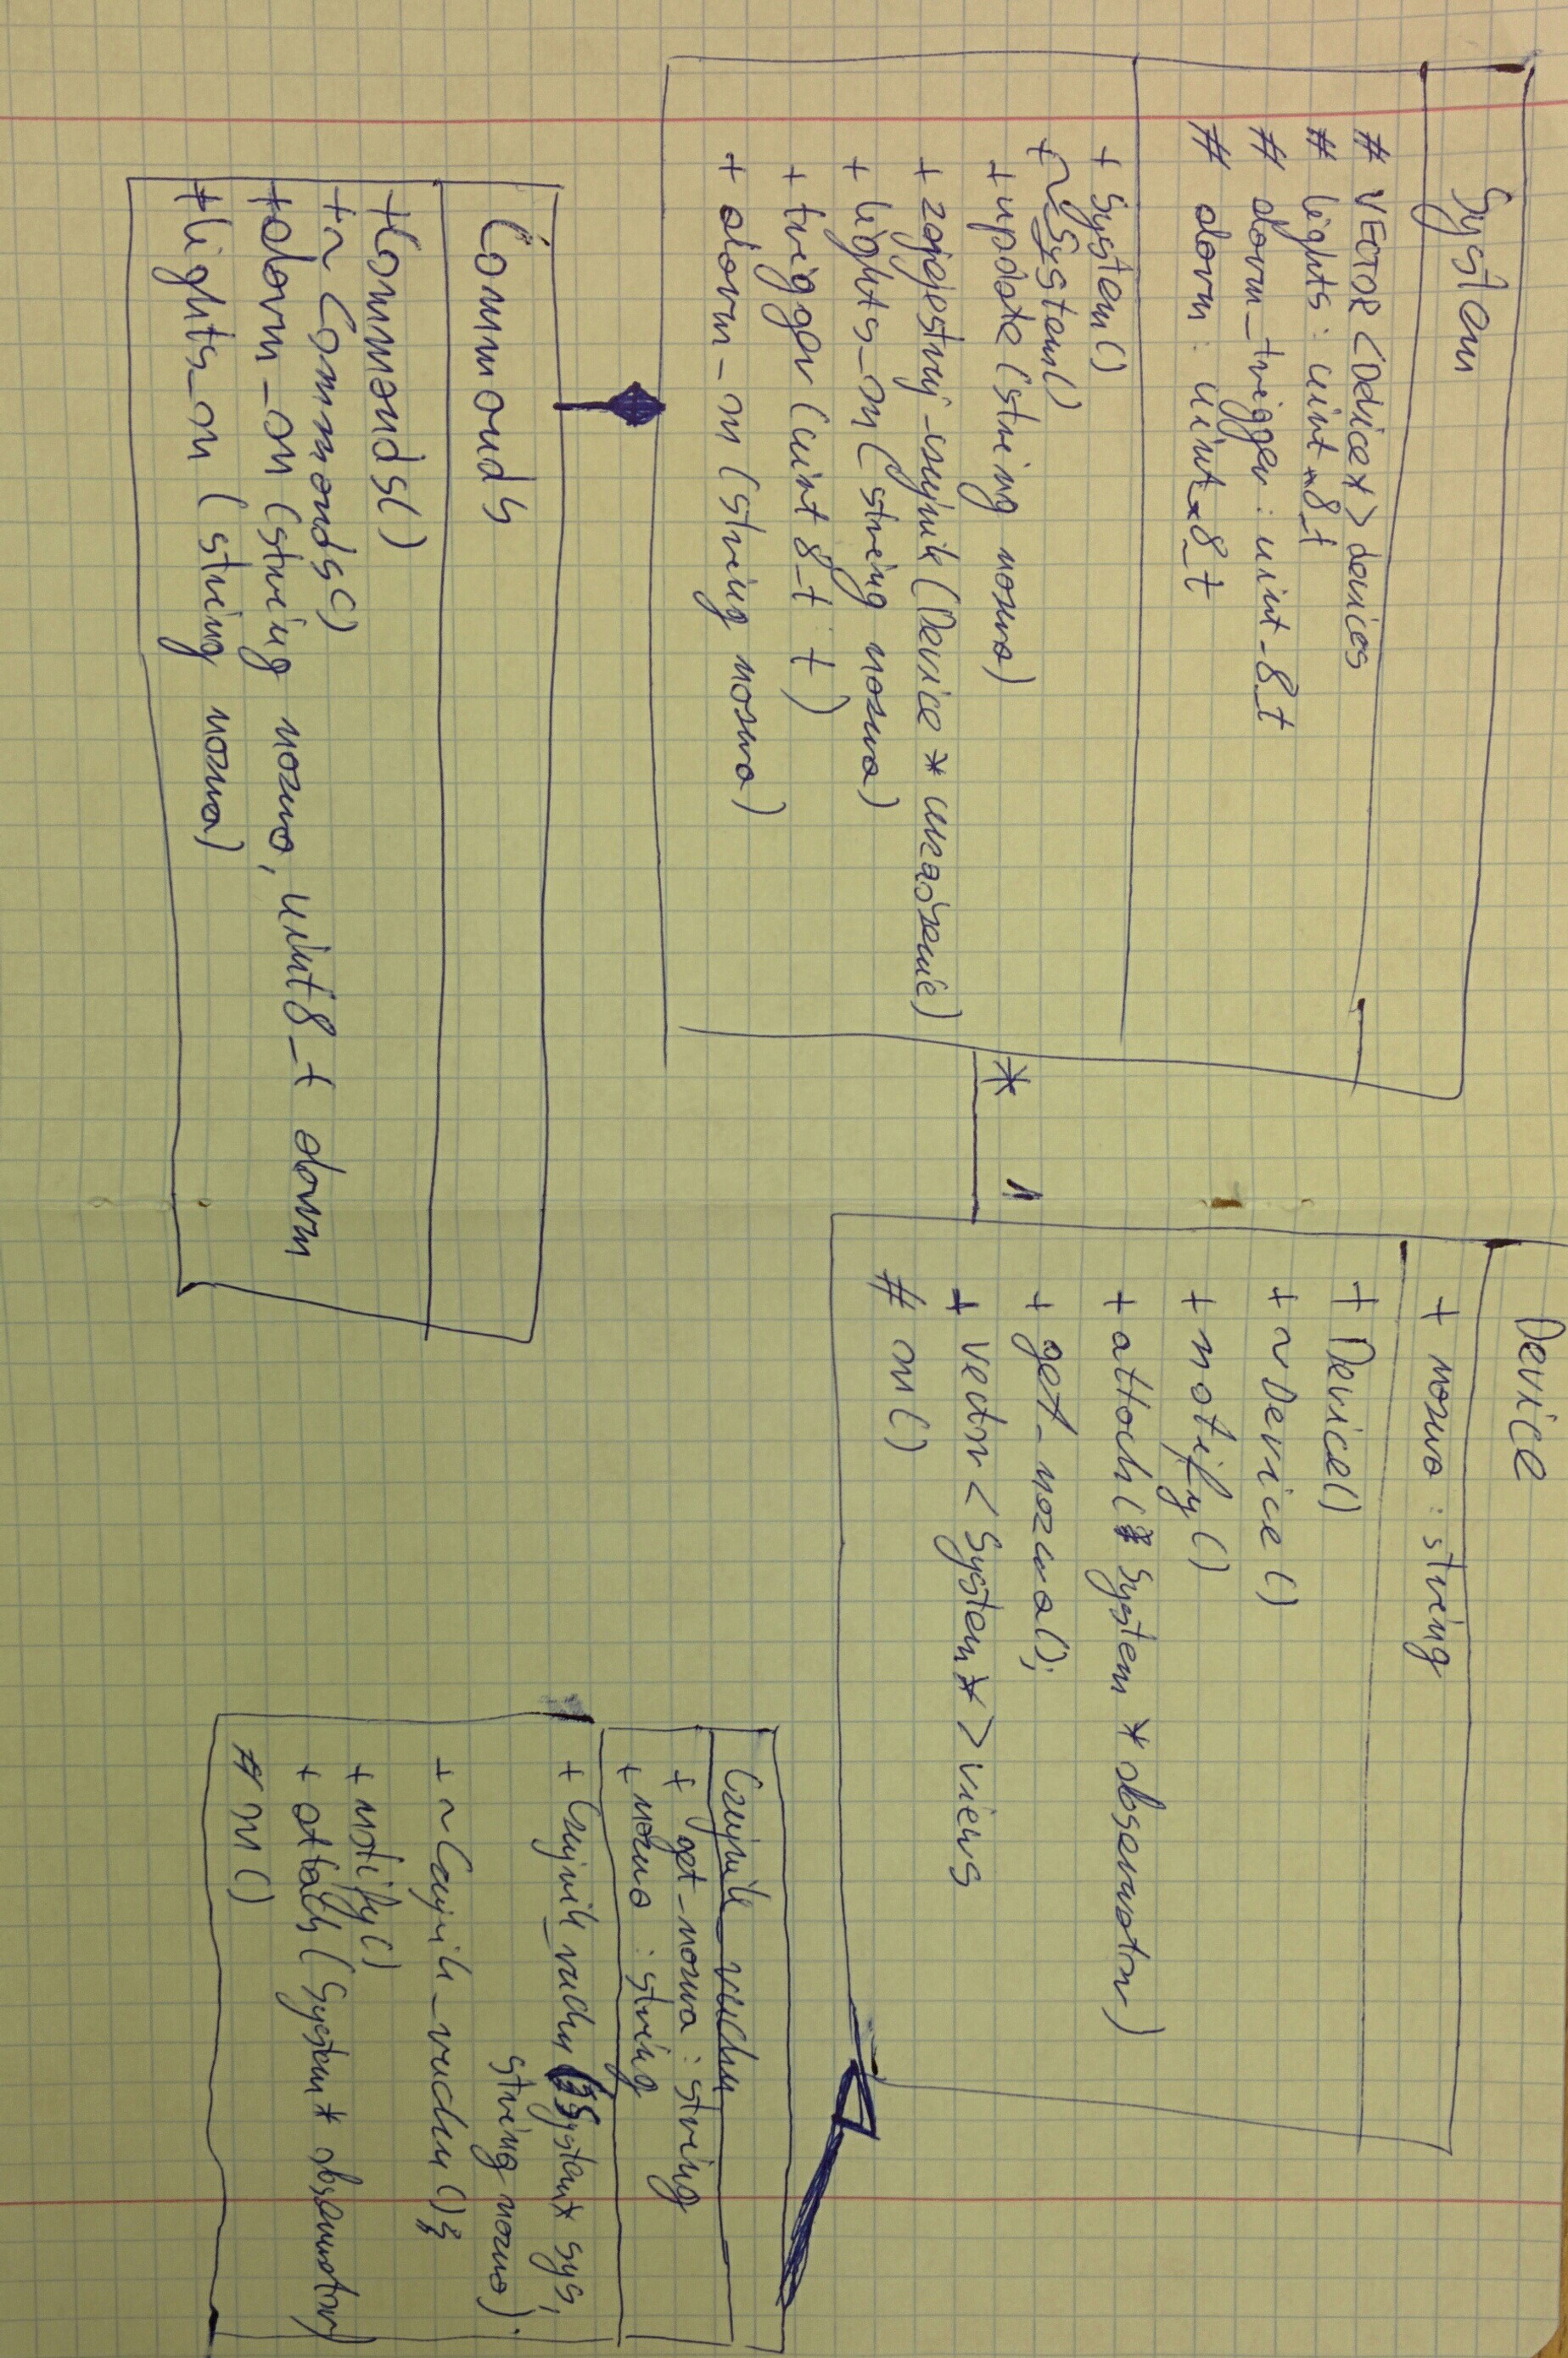 System
# VECTOR <Device*> devices
# lights : uint_8_t
# alarm_trigger : uint_8_t
# alarm : uint_8_t
+ System()
+ ~System()
+ update (string nazwa)
+ zajejestruj_czujnik (Device * urządzenie)
+ lights_on (string nazwa)
+ trigger (uint 8_t t)
+ alarm_on (string nazwa)
* 1
Device
+ nazwa : string
+ Device()
+ ~Device()
+ notify()
+ attach( System * obserwator)
+ get_nazwa();
+ vector < System* > views
# on()
Czujnik_ruchu
+ get_nazwa : string
+ nazwa : string
+ Czujnik_ruchu (System* sys,
string nazwa)
+ ~Czujnik_ruchu();
+ notify()
+ attach (System* obserwator)
# on()
Commands
+Commands()
+~ Commands()
+alarm_on (string nazwa, uint8_t alarm
+lights_on (string nazwa)